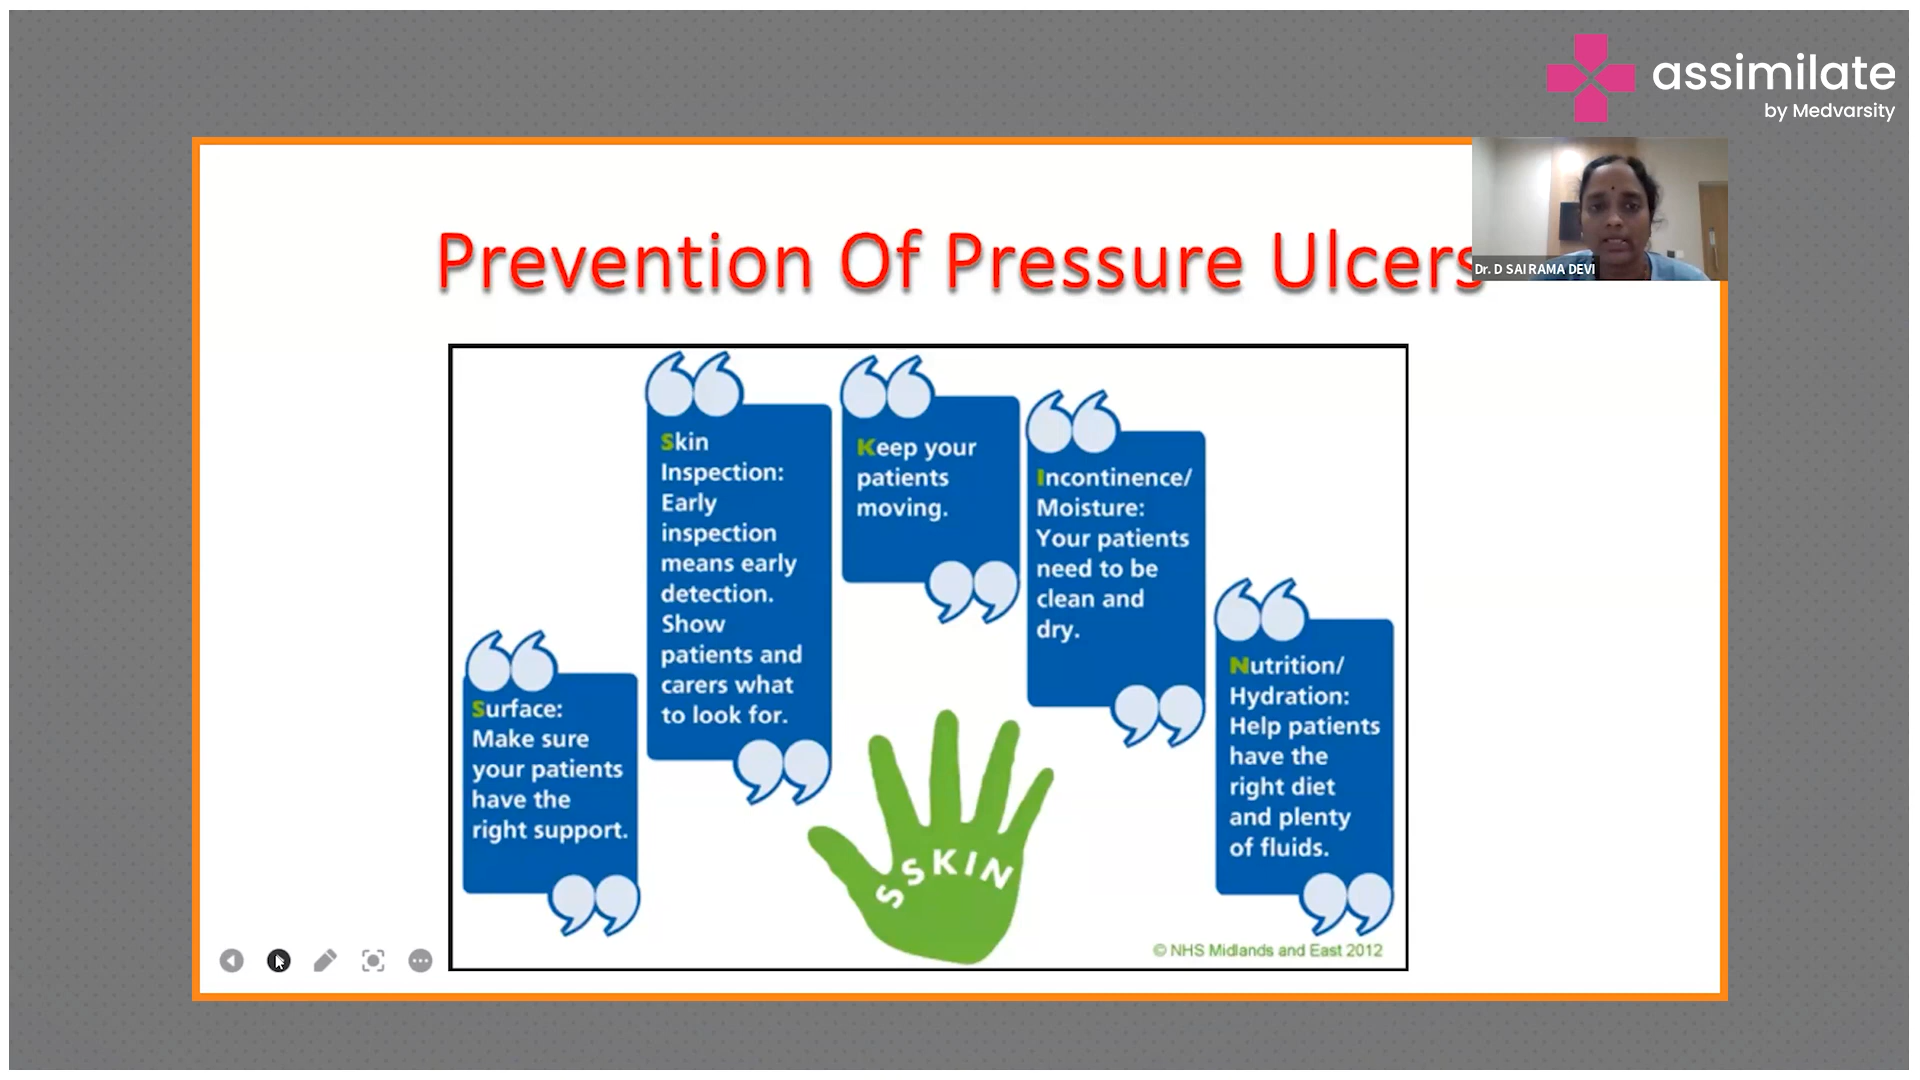 assimilate
by Medvarsity
Prevention Of Pressure Ulcers
Dr. D SAI RAMA DEVI
Surface:
Make sure
your patients
have the
right support.
Skin
Inspection:
Early
inspection
means early
detection.
Show
patients and
carers what
to look for.
Keep your
patients
moving.
Incontinence/
Moisture:
Your patients
need to be
clean and
dry.
Nutrition/
Hydration:
Help patients
have the
right diet
and plenty
of fluids.
SSKIN
© NHS Midlands and East 2012